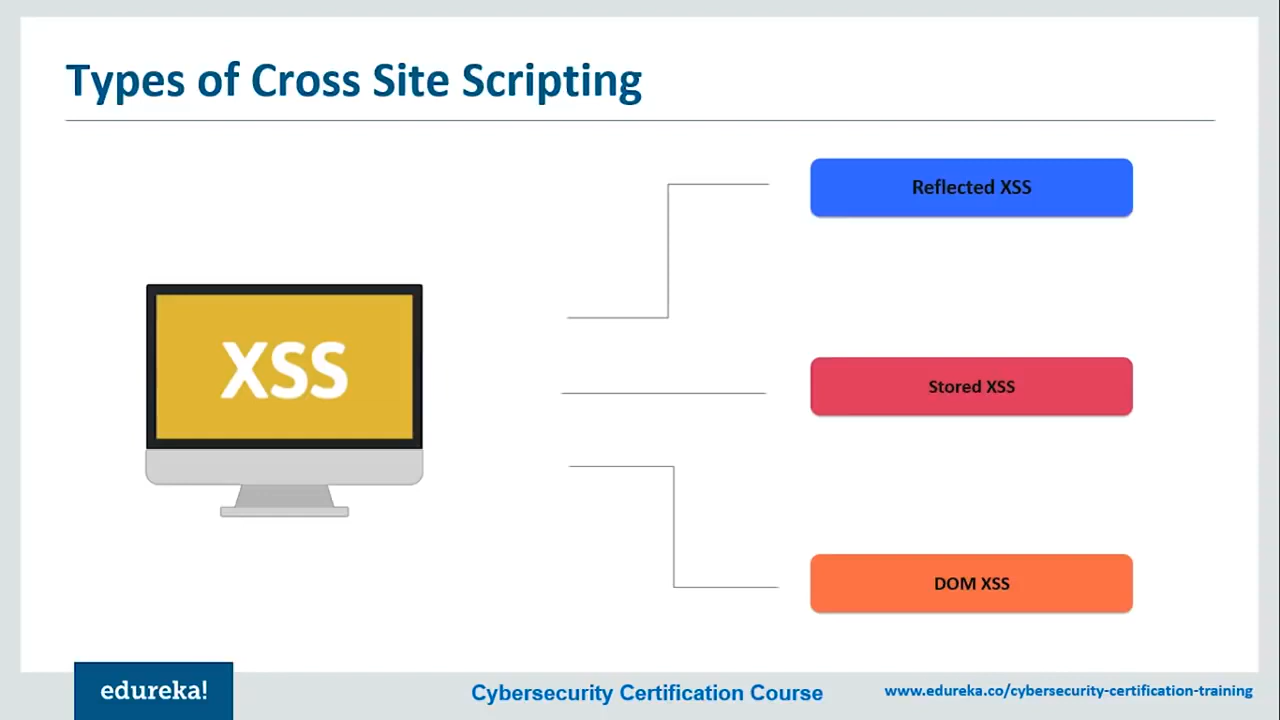 Types of Cross Site Scripting
Reflected XSS
XSS
Stored XSS
DOM XSS
edureka!
Cybersecurity Certification Course
www.edureka.co/cybersecurity-certification-training